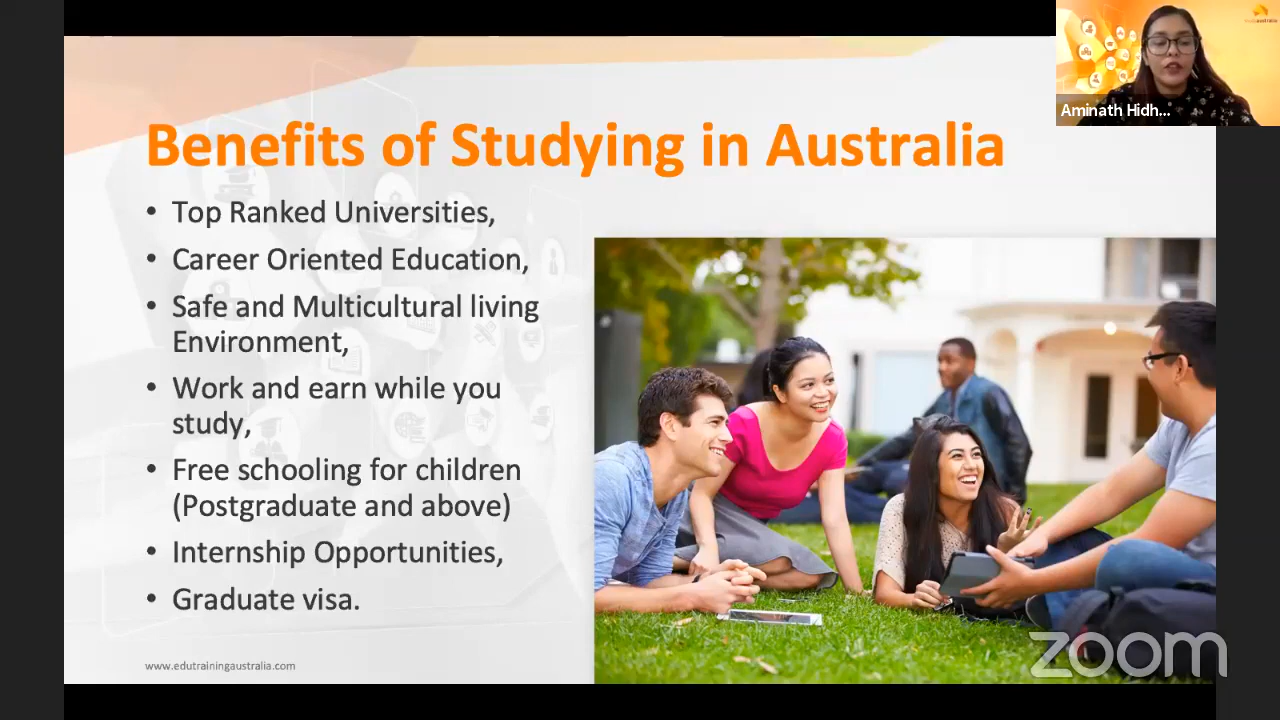 Benefits of Studying in Australia
• Top Ranked Universities,
• Career Oriented Education,
• Safe and Multicultural living
Environment,
• Work and earn while you
study,
• Free schooling for children
(Postgraduate and above)
• Internship Opportunities,
• Graduate visa.
www.edutrainingaustralia.com
Aminath Hidh...
zoom